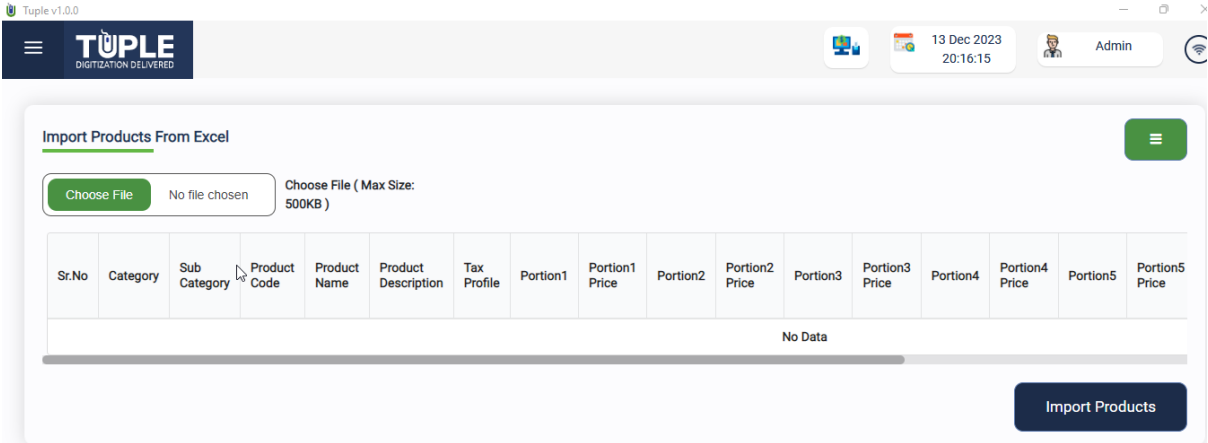 Tuple v1.0.0
TUPLE
DIGITIZATION DELIVERED
13 Dec 2023
20:16:15
Admin
Import Products From Excel
Choose File No file chosen
Choose File ( Max Size:
500KB )
Sr.No Category Sub Category Product Code Product Name Product Description Tax Profile Portion1 Portion1 Price Portion2 Portion2 Price Portion3 Portion3 Price Portion4 Portion4 Price Portion5 Portion5 Price
No Data
Import Products